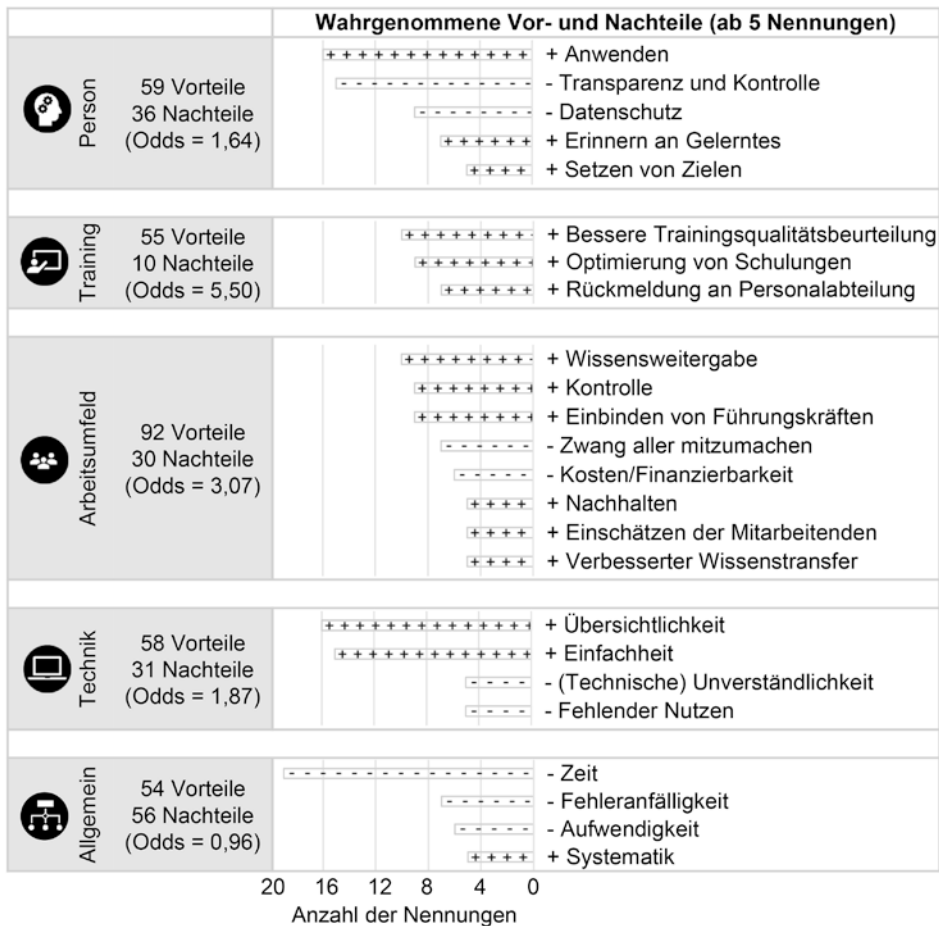 Wahrgenommene Vor- und Nachteile (ab 5 Nennungen)
Person
59 Vorteile
36 Nachteile
(Odds = 1,64)
+ Anwenden
- Transparenz und Kontrolle
- Datenschutz
+ Erinnern an Gelerntes
+ Setzen von Zielen
Training
55 Vorteile
10 Nachteile
(Odds = 5,50)
+ Bessere Trainingsqualitätsbeurteilung
+ Optimierung von Schulungen
+ Rückmeldung an Personalabteilung
Arbeitsumfeld
92 Vorteile
30 Nachteile
(Odds = 3,07)
+ Wissensweitergabe
+ Kontrolle
+ Einbinden von Führungskräften
- Zwang aller mitzumachen
- Kosten/Finanzierbarkeit
+ Nachhalten
+ Einschätzen der Mitarbeitenden
+ Verbesserter Wissenstransfer
Technik
58 Vorteile
31 Nachteile
(Odds = 1,87)
+ Übersichtlichkeit
+ Einfachheit
- (Technische) Unverständlichkeit
- Fehlender Nutzen
Allgemein
54 Vorteile
56 Nachteile
(Odds = 0,96)
- Zeit
- Fehleranfälligkeit
- Aufwendigkeit
+ Systematik
20 16 12 8 4 0
Anzahl der Nennungen